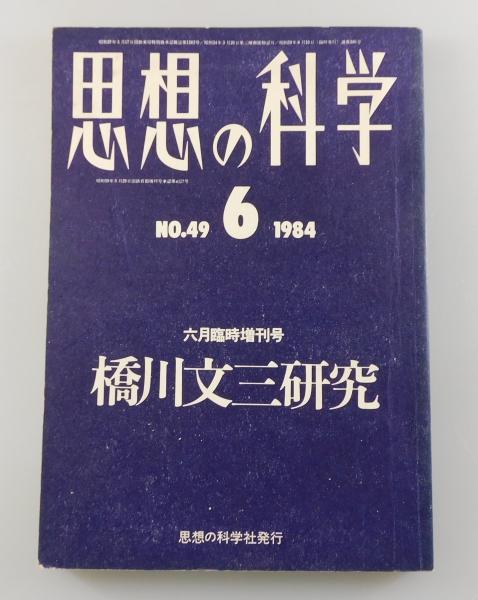 思想の科学
NO.49 6 1984
六月臨時増刊号
橋川文三研究
思想の科学社発行